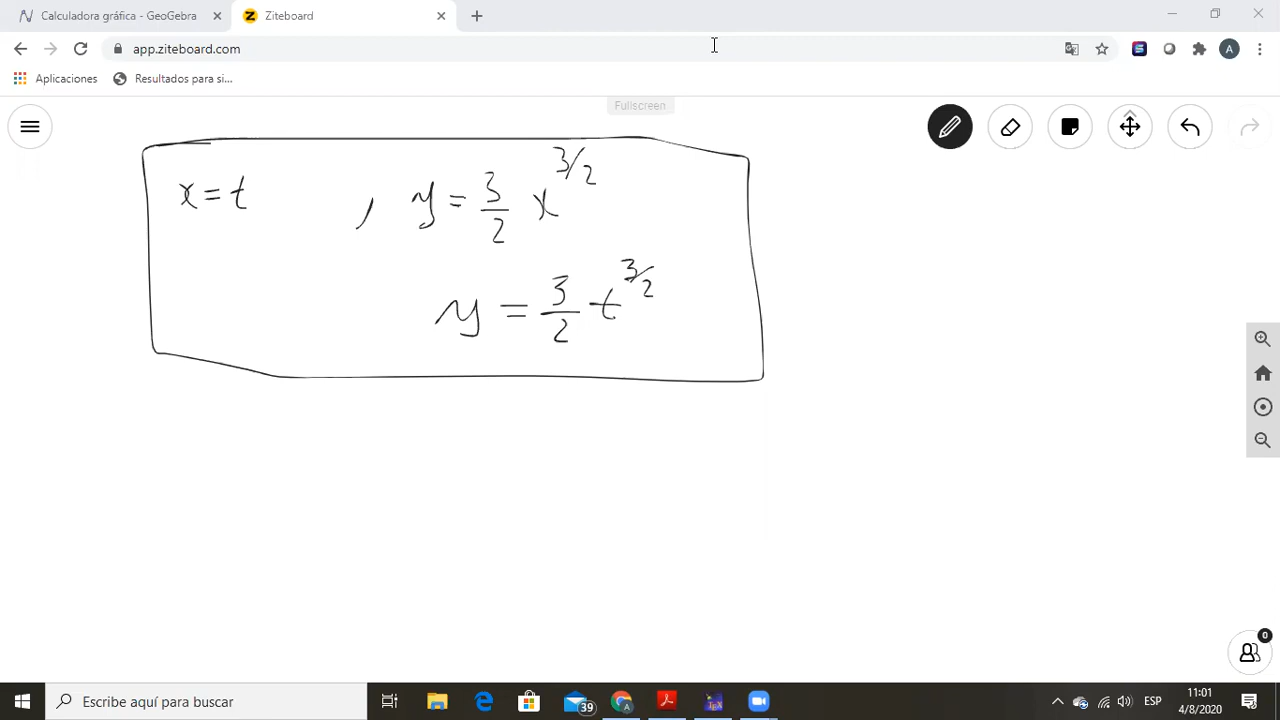 Calculadora gráfica - GeoGebra
Ziteboard
app.ziteboard.com
A
Aplicaciones
Resultados para si...
Fullscreen
x = t , y = 3/2 x^3/2
y = 3/2 t^3/2
0
Escribe aquí para buscar
39
ESP
11:01
4/8/2020